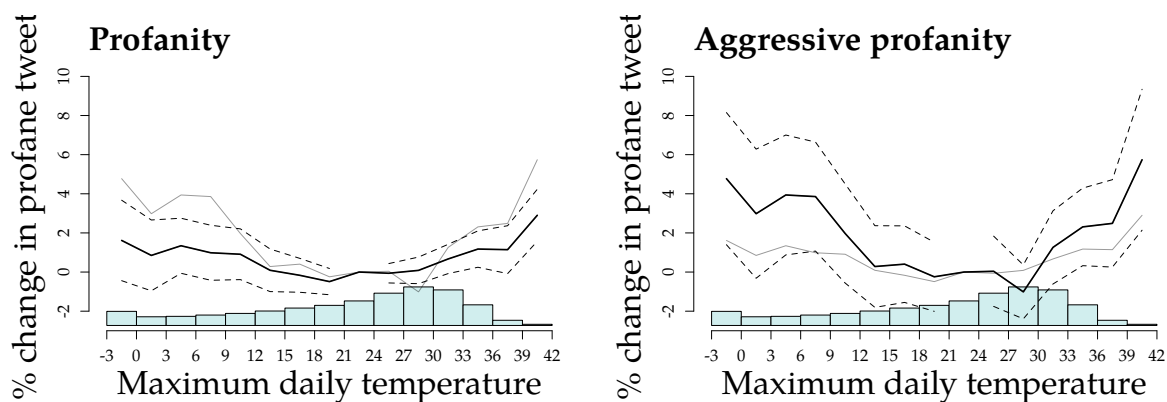 Profanity
% change in profane tweet
10
8
6
4
2
0
-2
-3 0 3 6 9 12 15 18 21 24 27 30 33 36 39 42
Maximum daily temperature
Aggressive profanity
% change in profane tweet
10
8
6
4
2
0
-2
-3 0 3 6 9 12 15 18 21 24 27 30 33 36 39 42
Maximum daily temperature